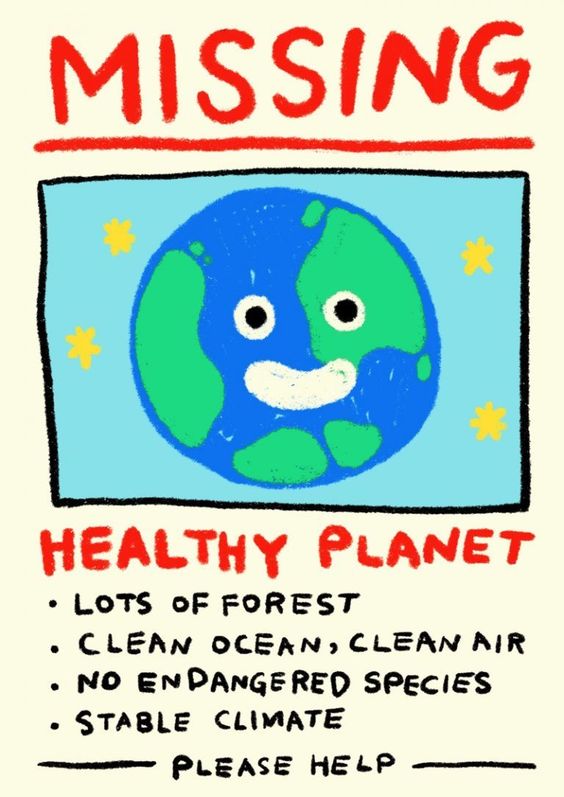 MISSING
HEALTHY PLANET
• LOTS OF FOREST
• CLEAN OCEAN, CLEAN AIR
• NO ENDANGERED SPECIES
• STABLE CLIMATE
PLEASE HELP